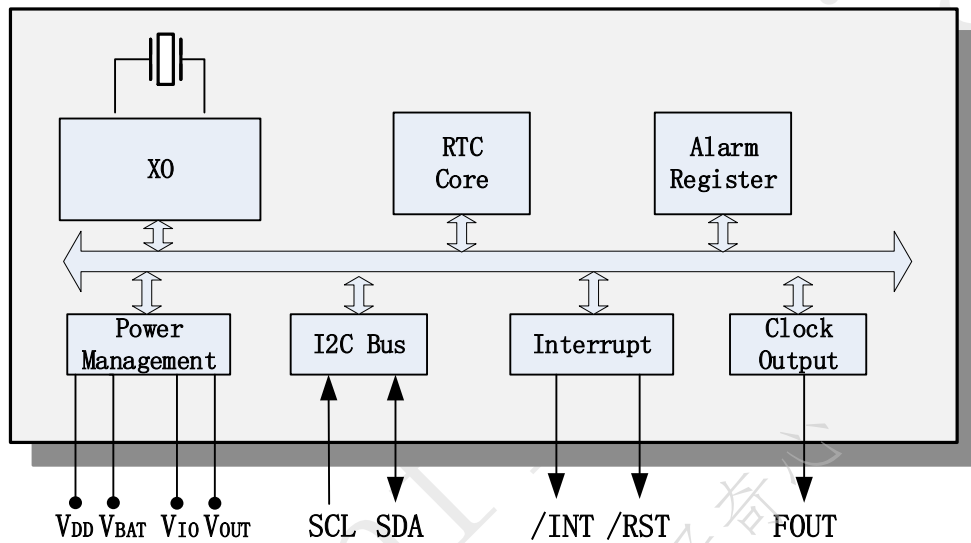 XO
RTC
Core
Alarm
Register
Power
Management
I2C Bus
Interrupt
Clock
Output
VDD VBAT VIO VOUT SCL SDA /INT /RST FOUT